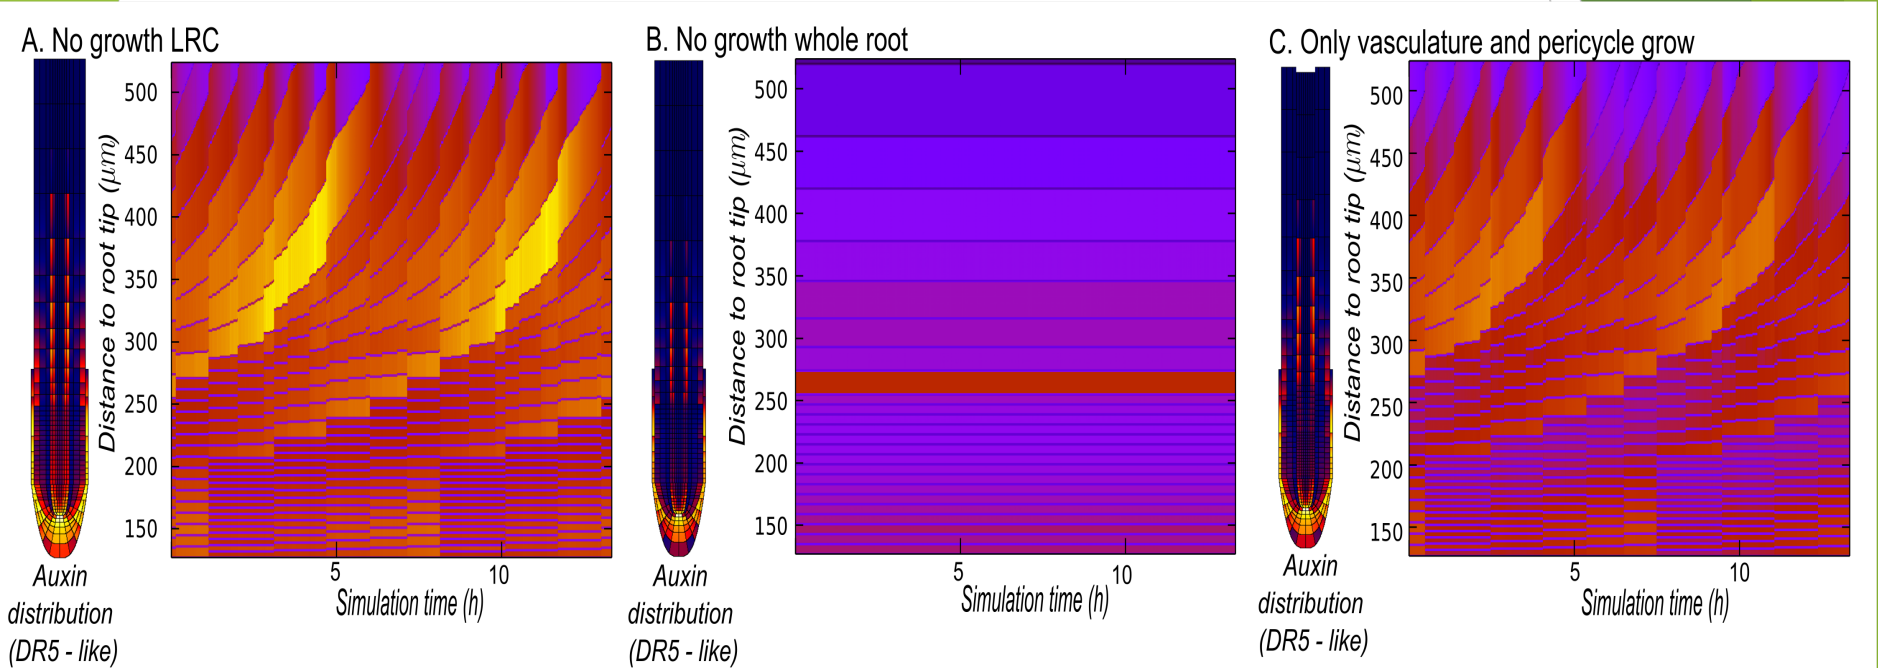 A. No growth LRC
500
450
400
350
300
250
200
150
Distance to root tip (μm)
5
10
Simulation time (h)
Auxin
distribution
(DR5 - like)
B. No growth whole root
500
450
400
350
300
250
200
150
Distance to root tip (μm)
5
10
Simulation time (h)
Auxin
distribution
(DR5 - like)
C. Only vasculature and pericycle grow
500
450
400
350
300
250
200
150
Distance to root tip (μm)
5
10
Simulation time (h)
Auxin
distribution
(DR5 - like)